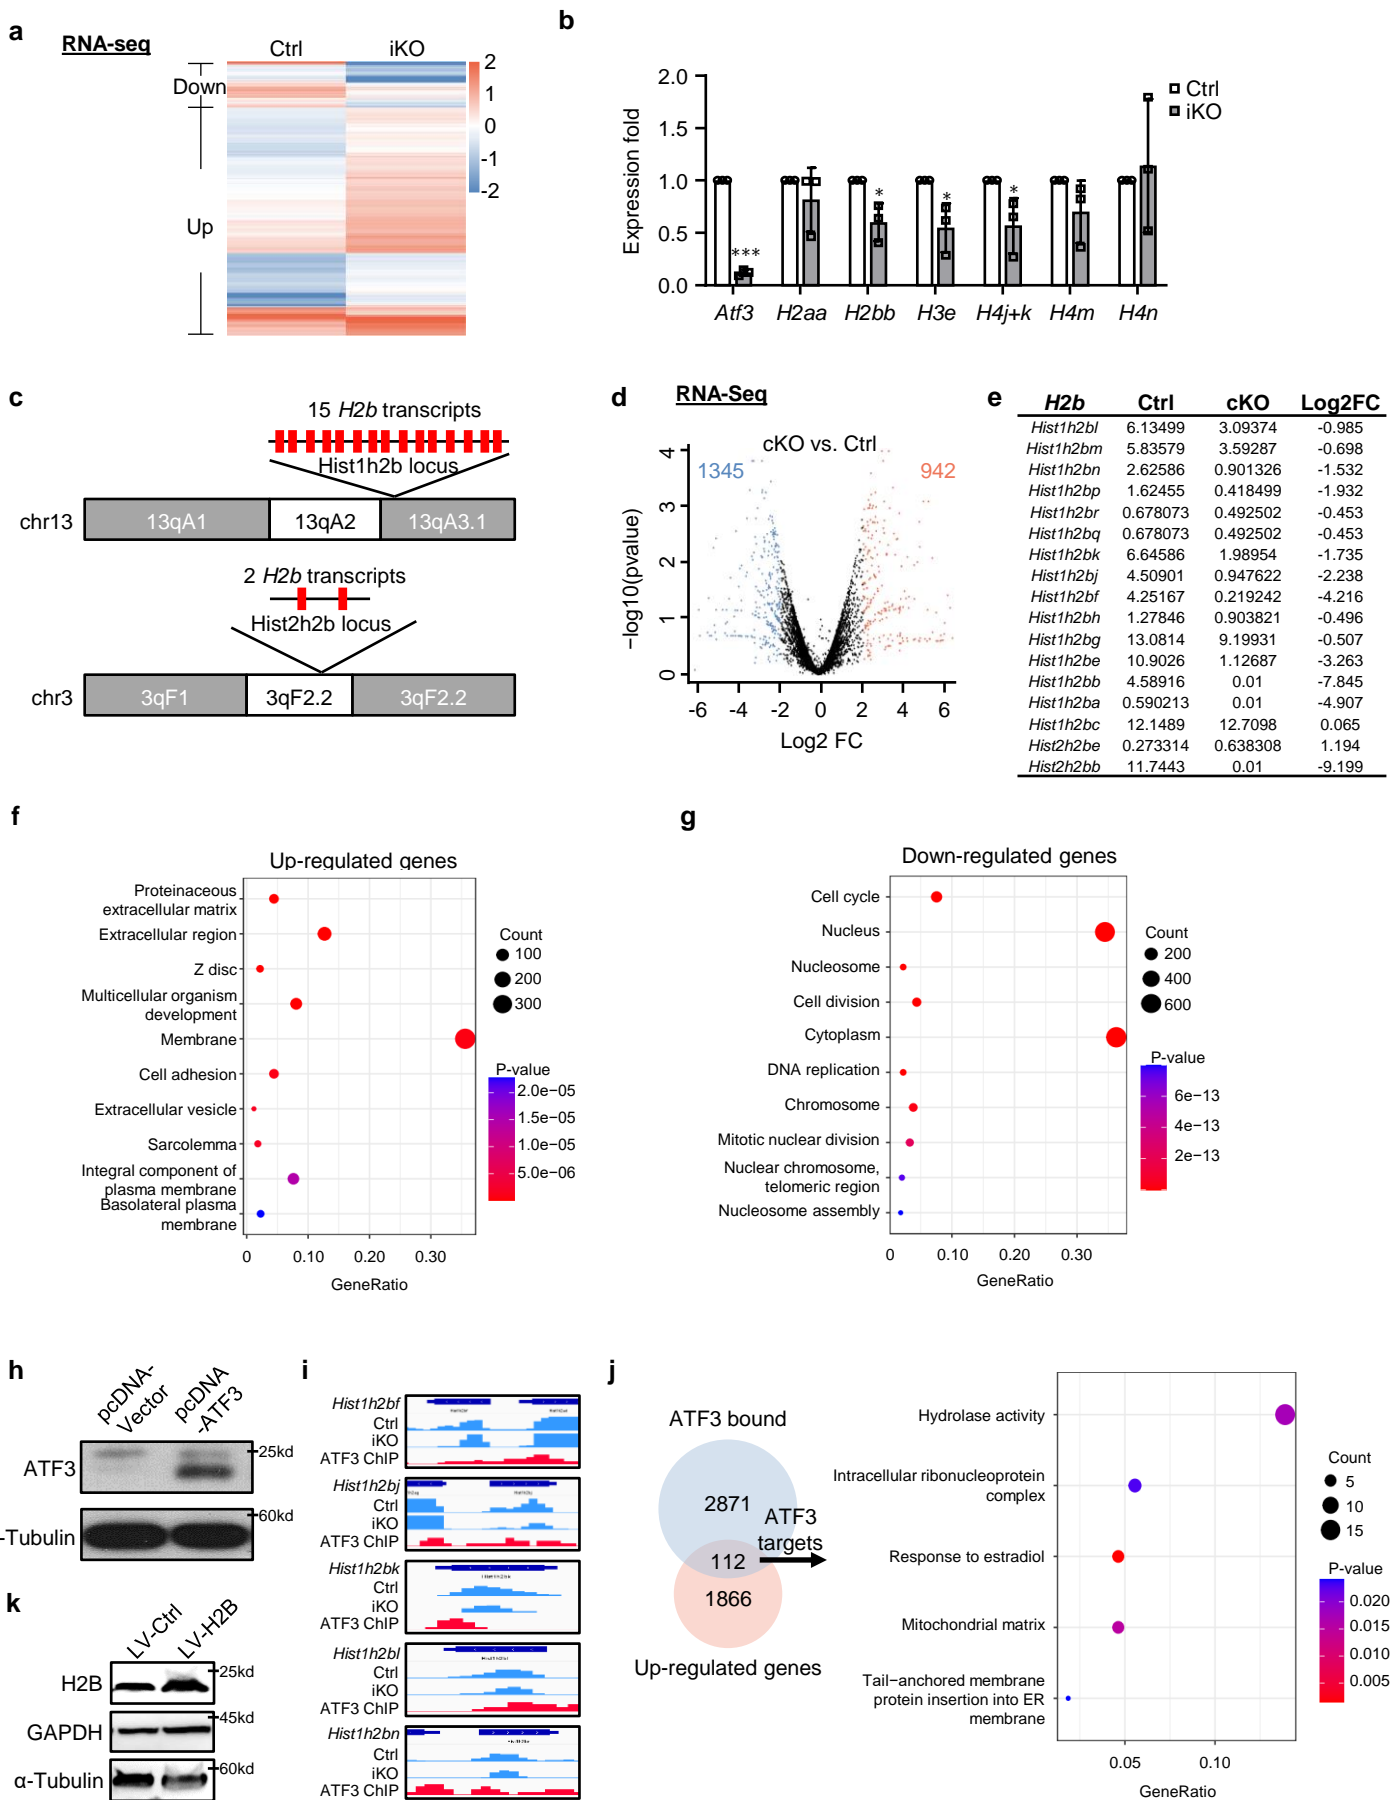 a
RNA-seq
Ctrl
iKO
2
1
0
-1
-2
Down
Up
b
Expression fold
2.0
1.5
1.0
0.5
0.0
Ctrl
iKO
***
*
*
*
Atf3
H2aa
H2bb
H3e
H4j+k
H4m
H4n
c
15 H2b transcripts
Hist1h2b locus
chr13
13qA1
13qA2
13qA3.1
2 H2b transcripts
Hist2h2b locus
chr3
3qF1
3qF2.2
3qF2.2
d
RNA-Seq
cKO vs. Ctrl
1345
942
−log10(pvalue)
4
3
2
1
0
-6
-4
-2
0
2
4
6
Log2 FC
e
H2b Ctrl cKO Log2FC
Hist1h2bl 6.13499 3.09374 -0.985
Hist1h2bm 5.83579 3.59287 -0.698
Hist1h2bn 2.62586 0.901326 -1.532
Hist1h2bp 1.62455 0.418499 -1.932
Hist1h2br 0.678073 0.492502 -0.453
Hist1h2bq 0.678073 0.492502 -0.453
Hist1h2bk 6.64586 1.98954 -1.735
Hist1h2bj 4.50901 0.947622 -2.238
Hist1h2bf 4.25167 0.219242 -4.216
Hist1h2bh 1.27846 0.903821 -0.496
Hist1h2bg 13.0814 9.19931 -0.507
Hist1h2be 10.9026 1.12687 -3.263
Hist1h2bb 4.58916 0.01 -7.845
Hist1h2ba 0.590213 0.01 -4.907
Hist1h2bc 12.1489 12.7098 0.065
Hist2h2be 0.273314 0.638308 1.194
Hist2h2bb 11.7443 0.01 -9.199
f
Up-regulated genes
Proteinaceous
extracellular matrix
Extracellular region
Z disc
Multicellular organism
development
Membrane
Cell adhesion
Extracellular vesicle
Sarcolemma
Integral component of
plasma membrane
Basolateral plasma
membrane
0
0.10
0.20
0.30
GeneRatio
Count
100
200
300
P-value
2.0e−05
1.5e−05
1.0e−05
5.0e−06
g
Down-regulated genes
Cell cycle
Nucleus
Nucleosome
Cell division
Cytoplasm
DNA replication
Chromosome
Mitotic nuclear division
Nuclear chromosome,
telomeric region
Nucleosome assembly
0
0.10
0.20
0.30
GeneRatio
Count
200
400
600
P-value
6e−13
4e−13
2e−13
h
pcDNA-
Vector
pcDNA
-ATF3
ATF3
25kd
-Tubulin
60kd
i
Hist1h2bf
Ctrl
iKO
ATF3 ChIP
Hist1h2bj
Ctrl
iKO
ATF3 ChIP
Hist1h2bk
Ctrl
iKO
ATF3 ChIP
Hist1h2bl
Ctrl
iKO
ATF3 ChIP
Hist1h2bn
Ctrl
iKO
ATF3 ChIP
j
ATF3 bound
2871
ATF3
targets
112
1866
Up-regulated genes
Hydrolase activity
Intracellular ribonucleoprotein
complex
Response to estradiol
Mitochondrial matrix
Tail−anchored membrane
protein insertion into ER
membrane
0.05
0.10
GeneRatio
Count
5
10
15
P-value
0.020
0.015
0.010
0.005
k
LV-Ctrl
LV-H2B
H2B
25kd
GAPDH
45kd
α-Tubulin
60kd